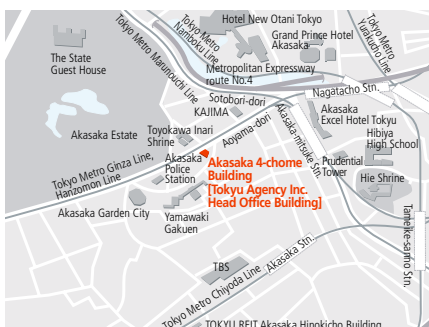 Hotel New Otani Tokyo
Tokyo Metro
Namboku Line
Grand Prince Hotel
Akasaka
Tokyo Metro
Yurakucho Line
Tokyo Metro Marunouchi Line
The State
Guest House
Metropolitan Expressway
route No.4
Nagatacho Stn.
Sotobori-dori
KAJIMA
Akasaka
Excel Hotel Tokyu
Aoyama-dori
Akasaka-mitsuke Stn.
Akasaka Estate
Toyokawa Inari
Shrine
Hibiya
High School
Tokyo Metro Ginza Line,
Hanzomon Line
Akasaka
Police
Station
Akasaka 4-chome
Building
[Tokyu Agency Inc.
Head Office Building]
Prudential
Tower
Hie Shrine
Akasaka Garden City
Yamawaki
Gakuen
Tameike-sanno Stn.
Akasaka Stn.
TBS
Tokyo Metro Chiyoda Line
TOKYU REIT Akasaka Hinokicho Building